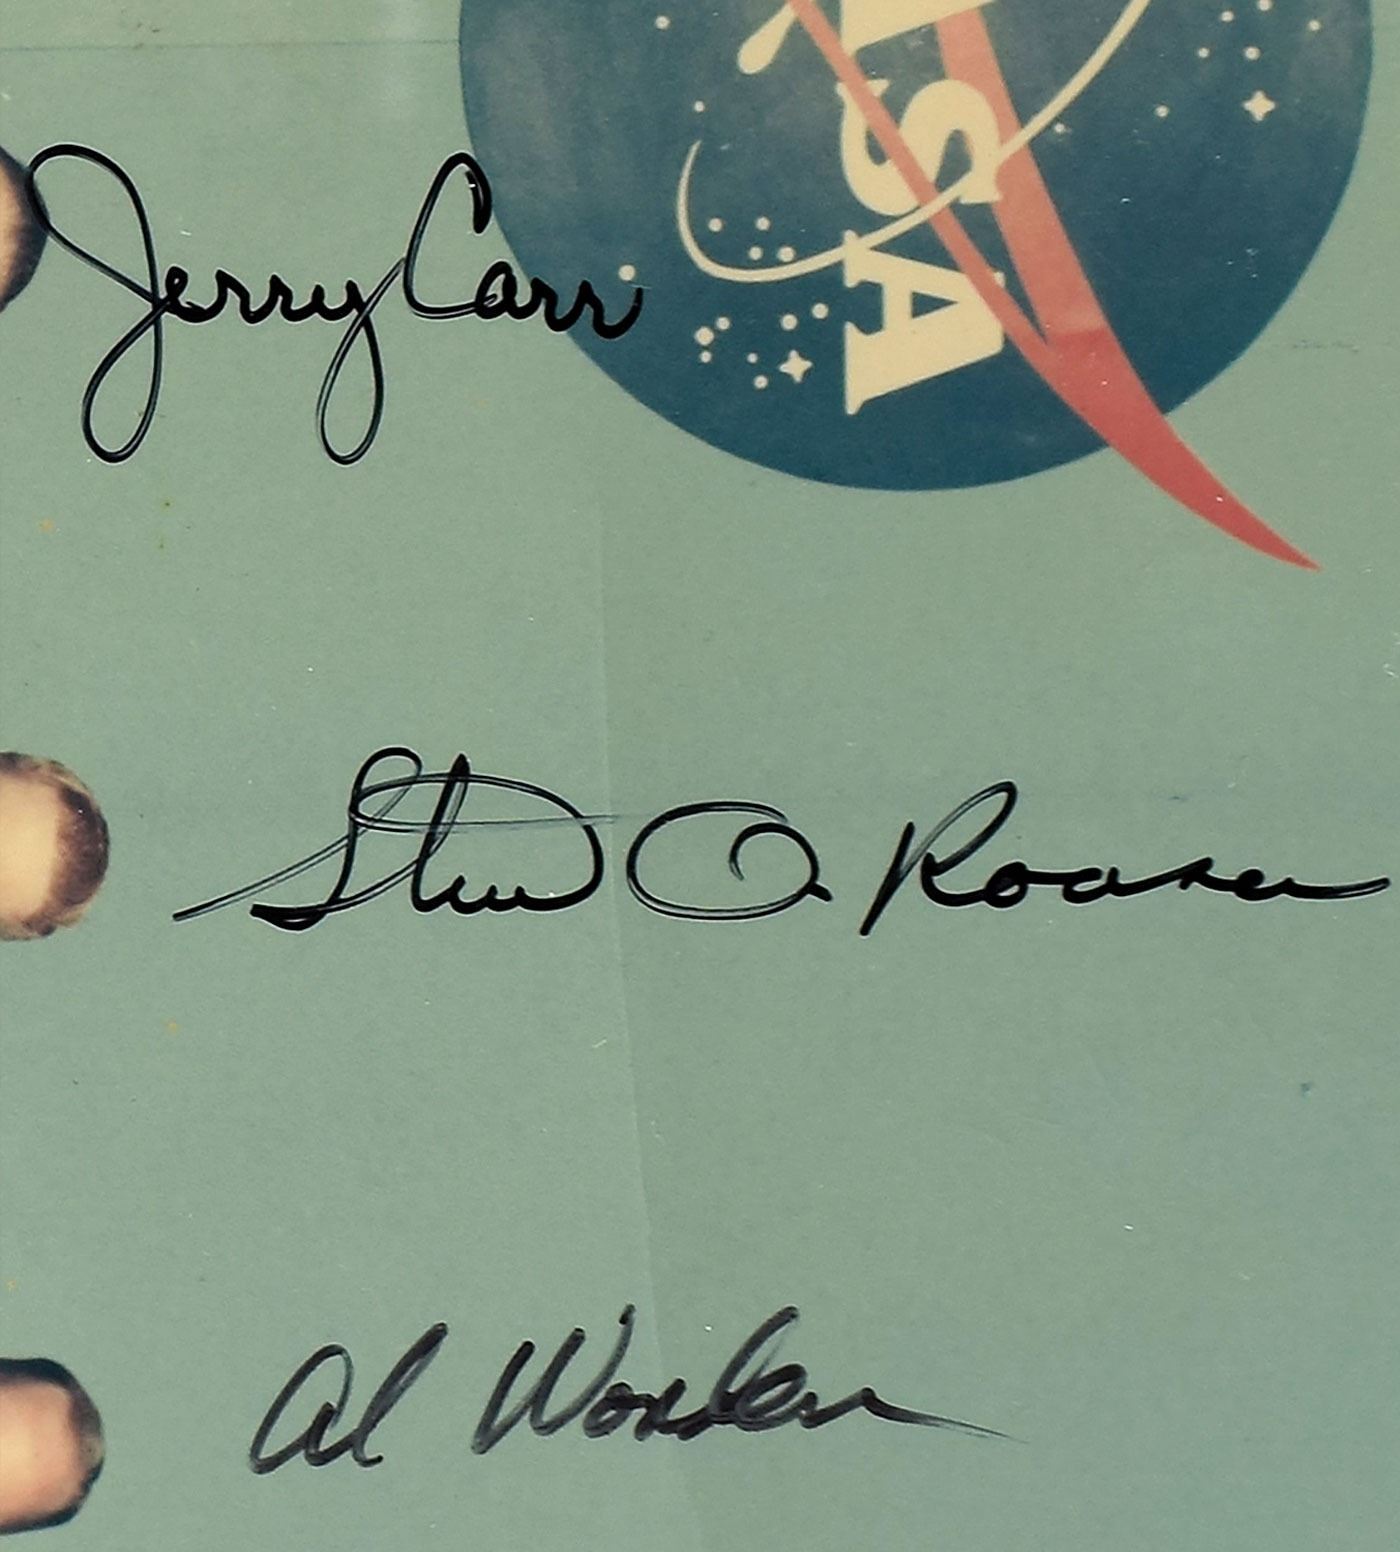 SA
Jerry Carr
Stu A Roosa
Al Worden